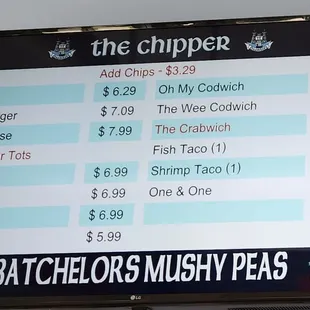 the chipper
Add Chips - $3.29
$ 6.29 Oh My Codwich
ger $ 7.09 The Wee Codwich
se $ 7.99 The Crabwich
r Tots Fish Taco (1)
$ 6.99 Shrimp Taco (1)
$ 6.99 One & One
$ 6.99
$ 5.99
BATCHELORS MUSHY PEAS
LG